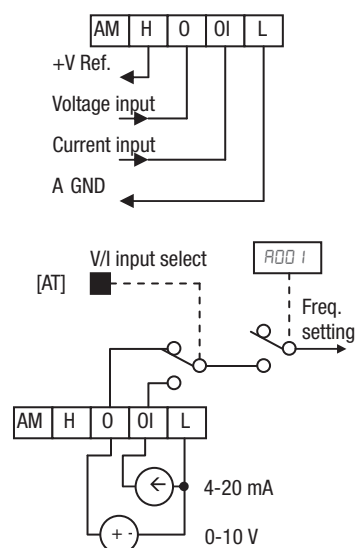 AM H O OI L
+V Ref.
Voltage input
Current input
A GND
A001
V/I input select
[AT]
Freq.
setting
AM H O OI L
4-20 mA
+ -
0-10 V